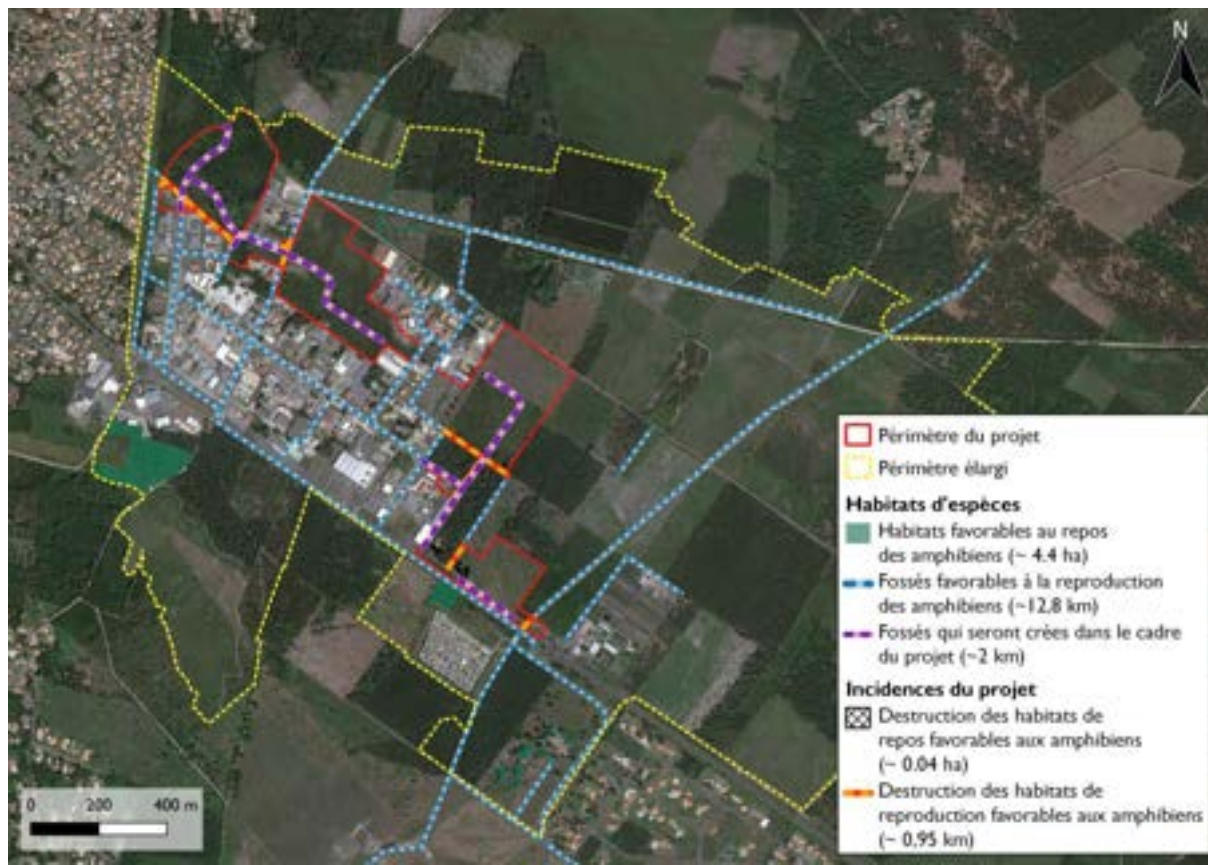 N
Périmètre du projet
Périmètre élargi
Habitats d'espèces
Habitats favorables au repos
des amphibiens (~ 4.4 ha)
Fossés favorables à la reproduction
des amphibiens (~12,8 km)
Fossés qui seront crées dans le cadre
du projet (~2 km)
Incidences du projet
Destruction des habitats de
repos favorables aux amphibiens
(~ 0.04 ha)
Destruction des habitats de
reproduction favorables aux amphibiens
(~ 0,95 km)
0 200 400 m